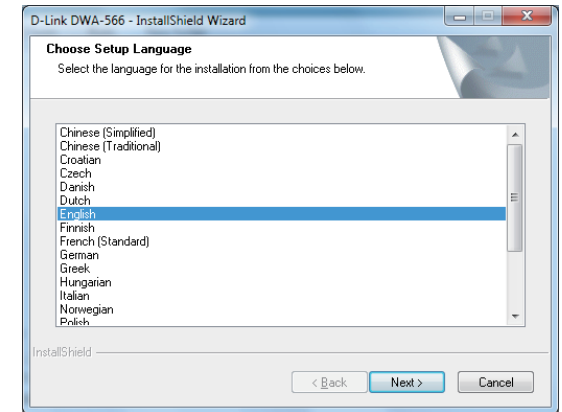 D-Link DWA-566 - InstallShield Wizard
Choose Setup Language
Select the language for the installation from the choices below.
Chinese (Simplified)
Chinese (Traditional)
Croatian
Czech
Danish
Dutch
English
Finnish
French (Standard)
German
Greek
Hungarian
Italian
Norwegian
Polish
InstallShield
< Back
Next >
Cancel